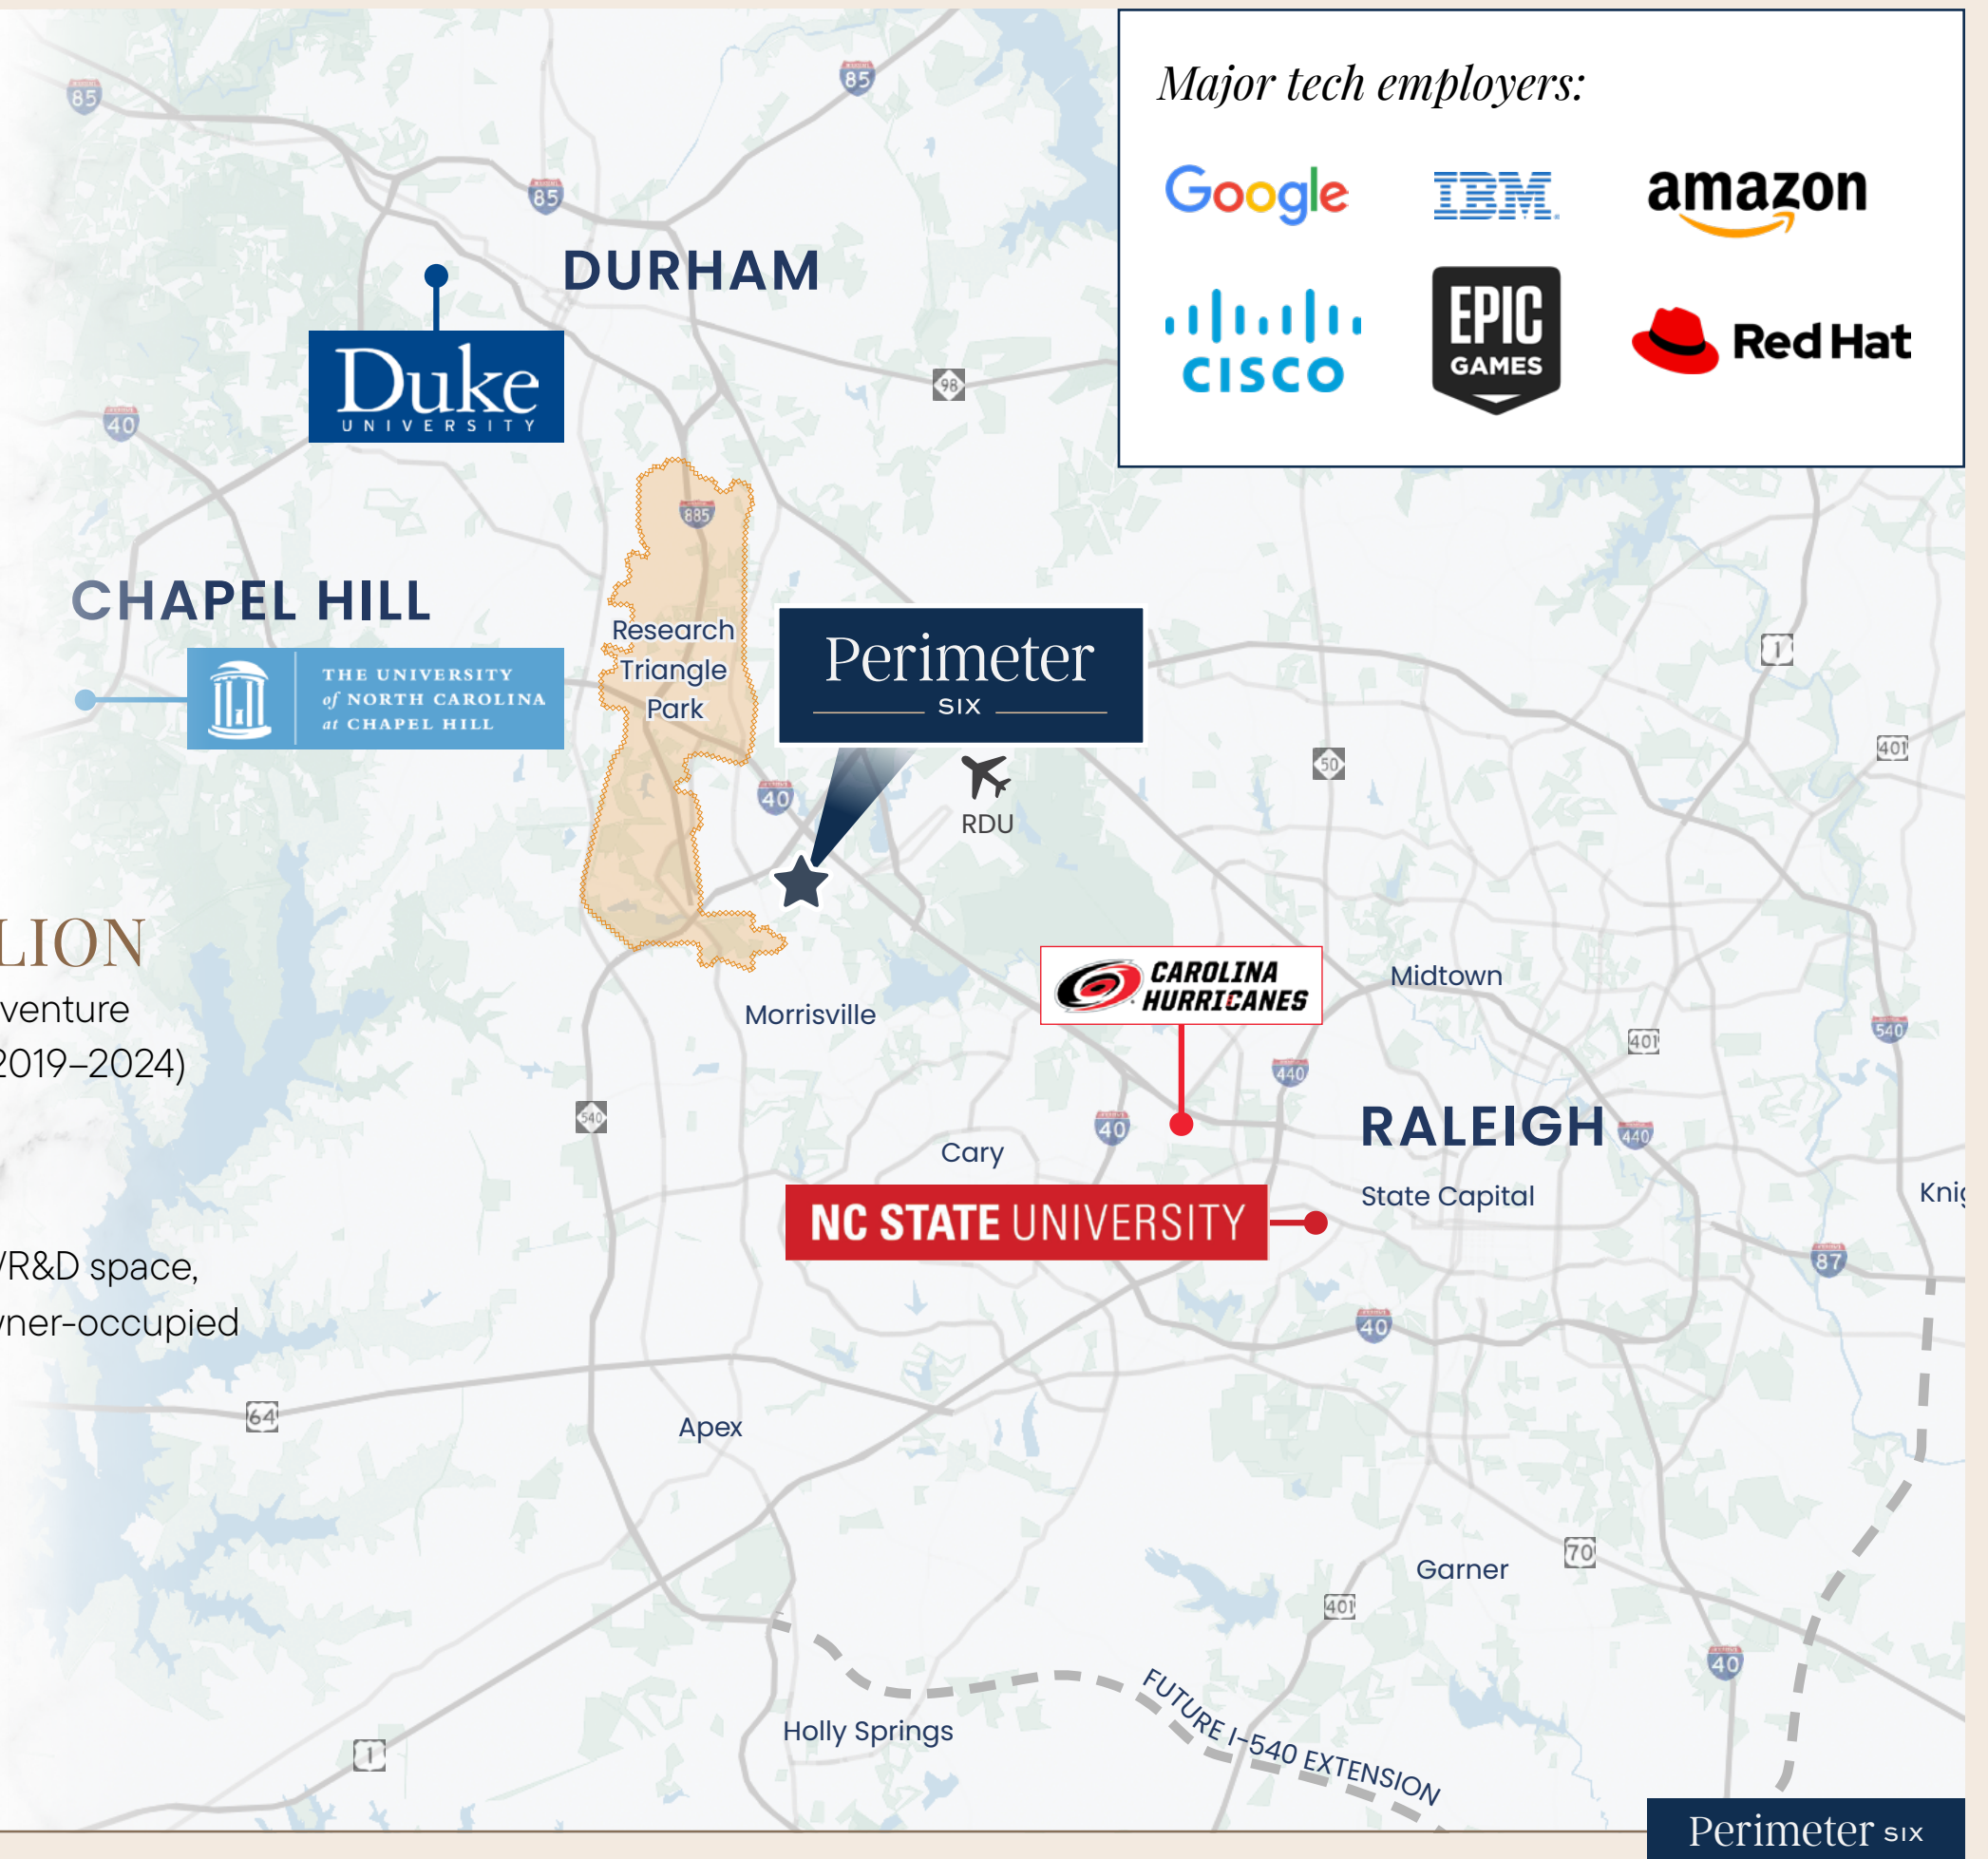 Major tech employers:
Google
IBM
amazon
CISCO
EPIC
GAMES
Red Hat
85
85
85
DURHAM
Duke
UNIVERSITY
98
40
885
CHAPEL HILL
THE UNIVERSITY
of NORTH CAROLINA
at CHAPEL HILL
Research
Triangle
Park
Perimeter
SIX
1
401
50
40
RDU
LION
venture
2019–2024)
/R&D space,
ner-occupied
CAROLINA
HURRICANES
Midtown
Morrisville
401
540
440
540
40
RALEIGH
440
Cary
State Capital
NC STATE UNIVERSITY
87
40
64
Apex
Garner
70
401
40
FUTURE I-540 EXTENSION
Holly Springs
1
Perimeter SIX